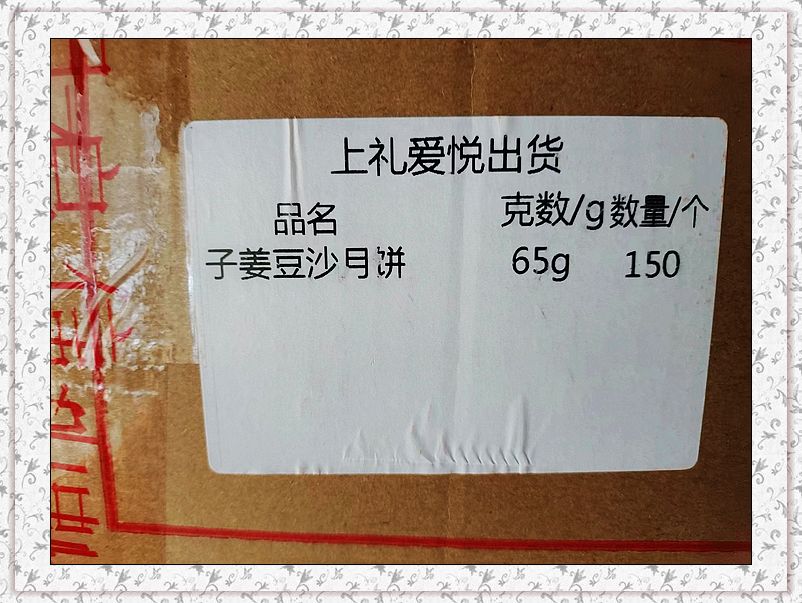 上礼爱悦出货
品名 克数/g 数量/个
子姜豆沙月饼 65g 150